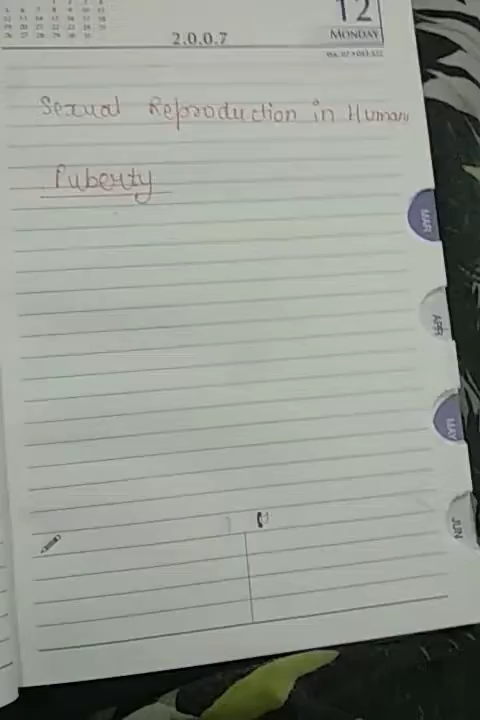 12
MONDAY
2.0.0.7
Sexual Reproduction in Human
Puberty
MAR
APR
MAY
JUN